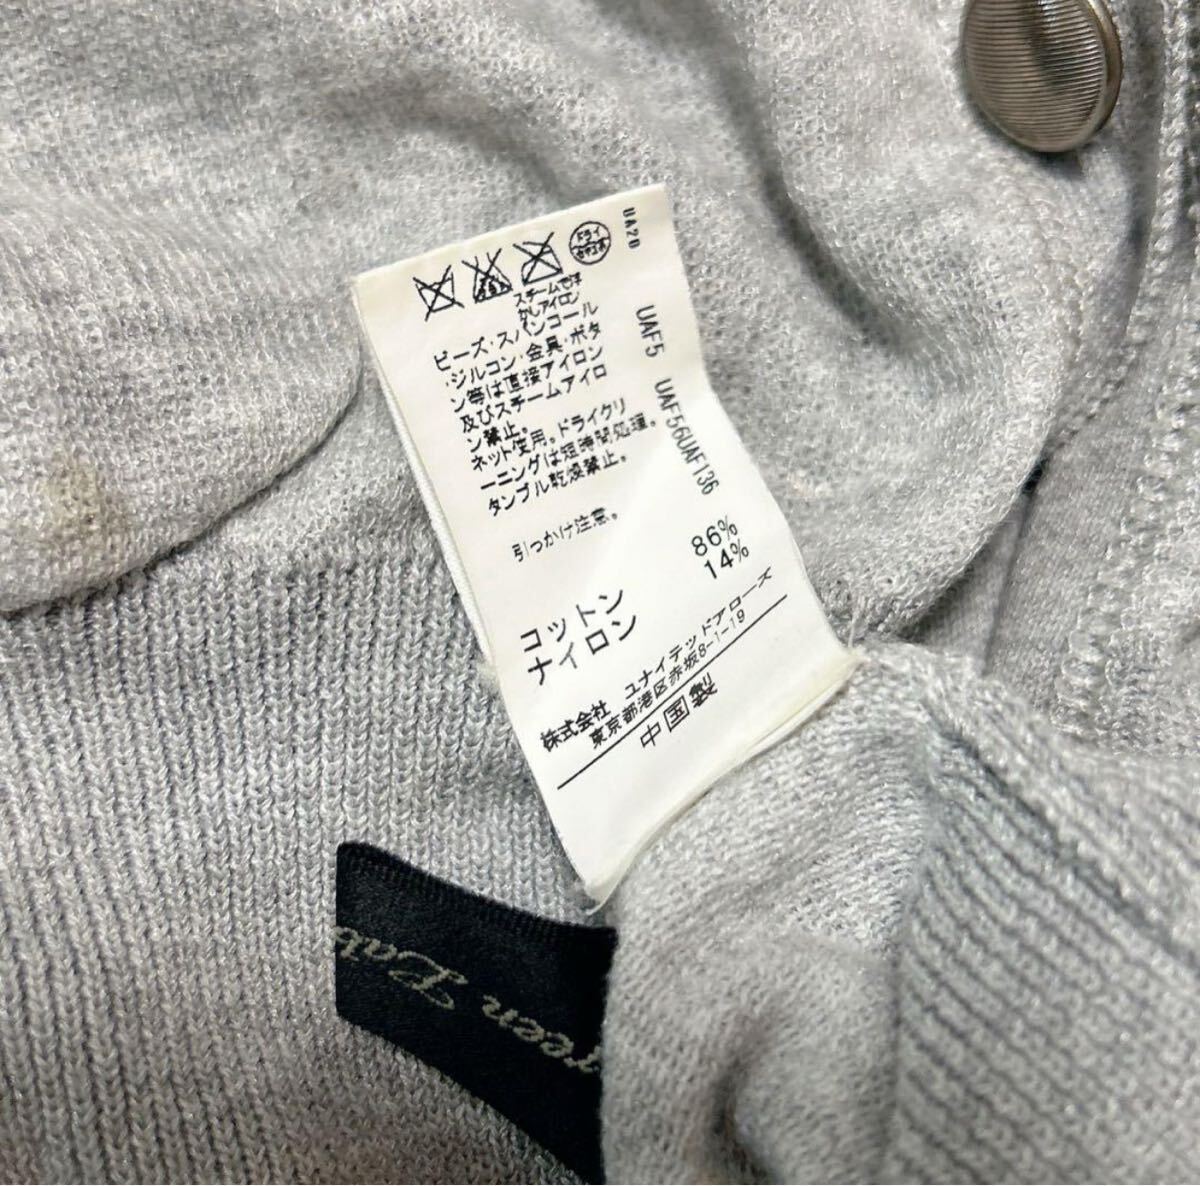 UA20
ドライ
スチームで浮
かしアイロン
ビーズ・スパンコール
・ジルコン・金具・ボタ
ン等は直接アイロン
及びスチームアイロ
ン禁止。
ネット使用。ドライクリ
ーニングは短時間処理。
タンブル乾燥禁止。
引っかけ注意。
UAF5 UAF56UAF136
コットン 86%
ナイロン 14%
株式会社 ユナイテッドアローズ
東京都港区赤坂8-1-19
中国製
green